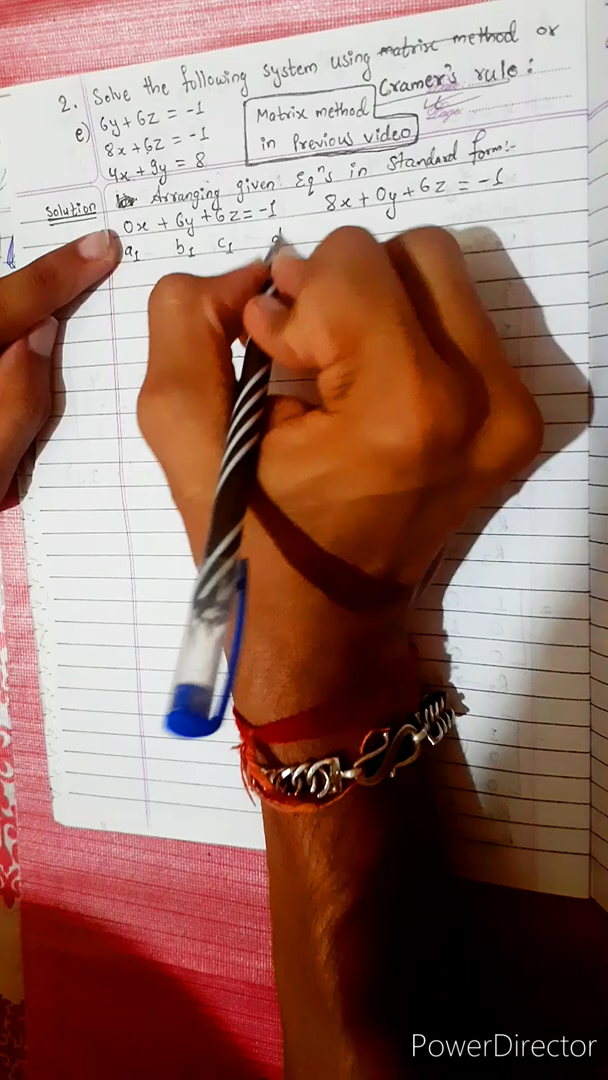 2. Solve the following system using matrix method or
Cramer's rule:
e) 6y + 6z = -1
8x + 6z = -1
4x + 9y = 8
Matrix method
in Previous video
Solution
Arranging given Eqⁿs in standard form:-
0x + 6y + 6z = -1 8x + 0y + 6z = -1
a₁ b₁ c₁ d
PowerDirector